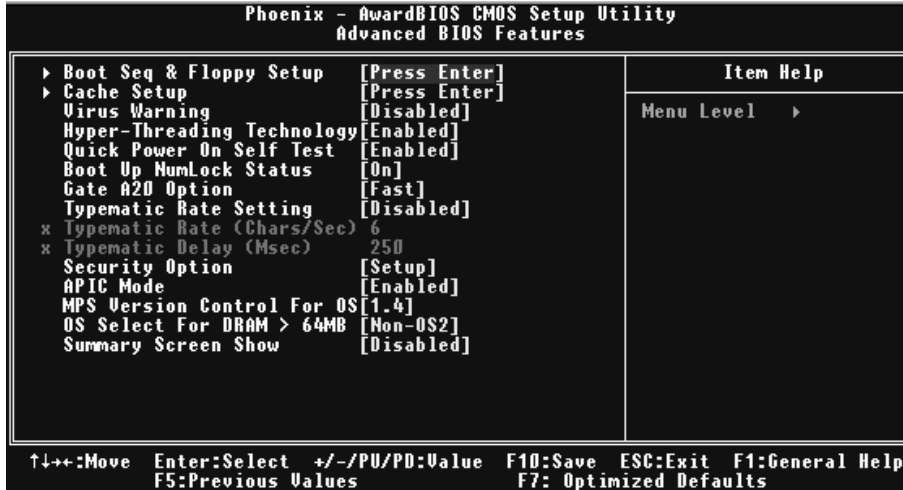 Phoenix - AwardBIOS CMOS Setup Utility
Advanced BIOS Features
▸ Boot Seq & Floppy Setup [Press Enter]
▸ Cache Setup [Press Enter]
Virus Warning [Disabled]
Hyper-Threading Technology[Enabled]
Quick Power On Self Test [Enabled]
Boot Up NumLock Status [On]
Gate A20 Option [Fast]
Typematic Rate Setting [Disabled]
x Typematic Rate (Chars/Sec) 6
x Typematic Delay (Msec) 250
Security Option [Setup]
APIC Mode [Enabled]
MPS Version Control For OS[1.4]
OS Select For DRAM > 64MB [Non-OS2]
Summary Screen Show [Disabled]
Item Help
Menu Level ▸
↑↓→←:Move Enter:Select +/-/PU/PD:Value F10:Save ESC:Exit F1:General Help
F5:Previous Values F7: Optimized Defaults